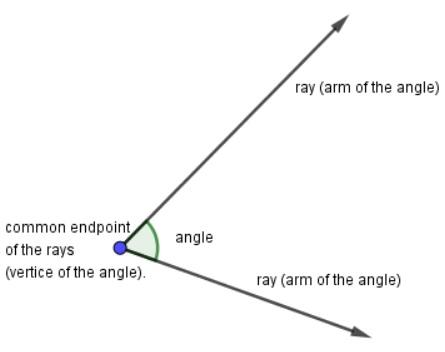 ray (arm of the angle)
common endpoint
of the rays
(vertice of the angle).
angle
ray (arm of the angle)